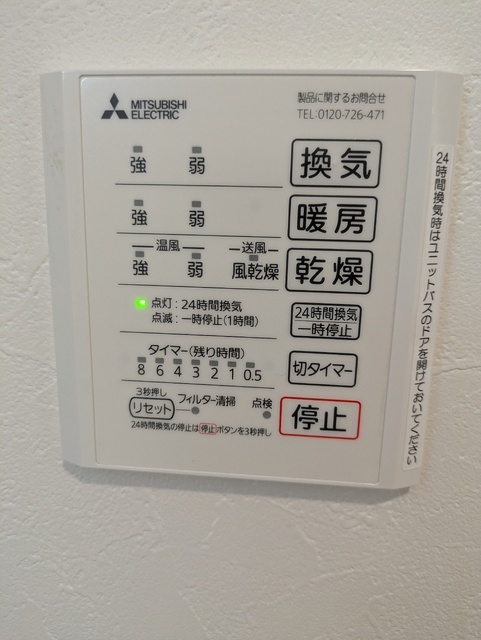 MITSUBISHI
ELECTRIC
製品に関するお問合せ
TEL:0120-726-471
強 弱 換気
強 弱 暖房
温風 送風
強 弱 風乾燥 乾燥
点灯：24時間換気
点滅：一時停止(1時間)
24時間換気
一時停止
タイマー(残り時間)
8 6 4 3 2 1 0.5
切タイマー
3秒押し
リセット フィルター清掃 点検
停止
24時間換気の停止は停止ボタンを3秒押し
24時間換気時はユニットバスのドアを開けておいてください